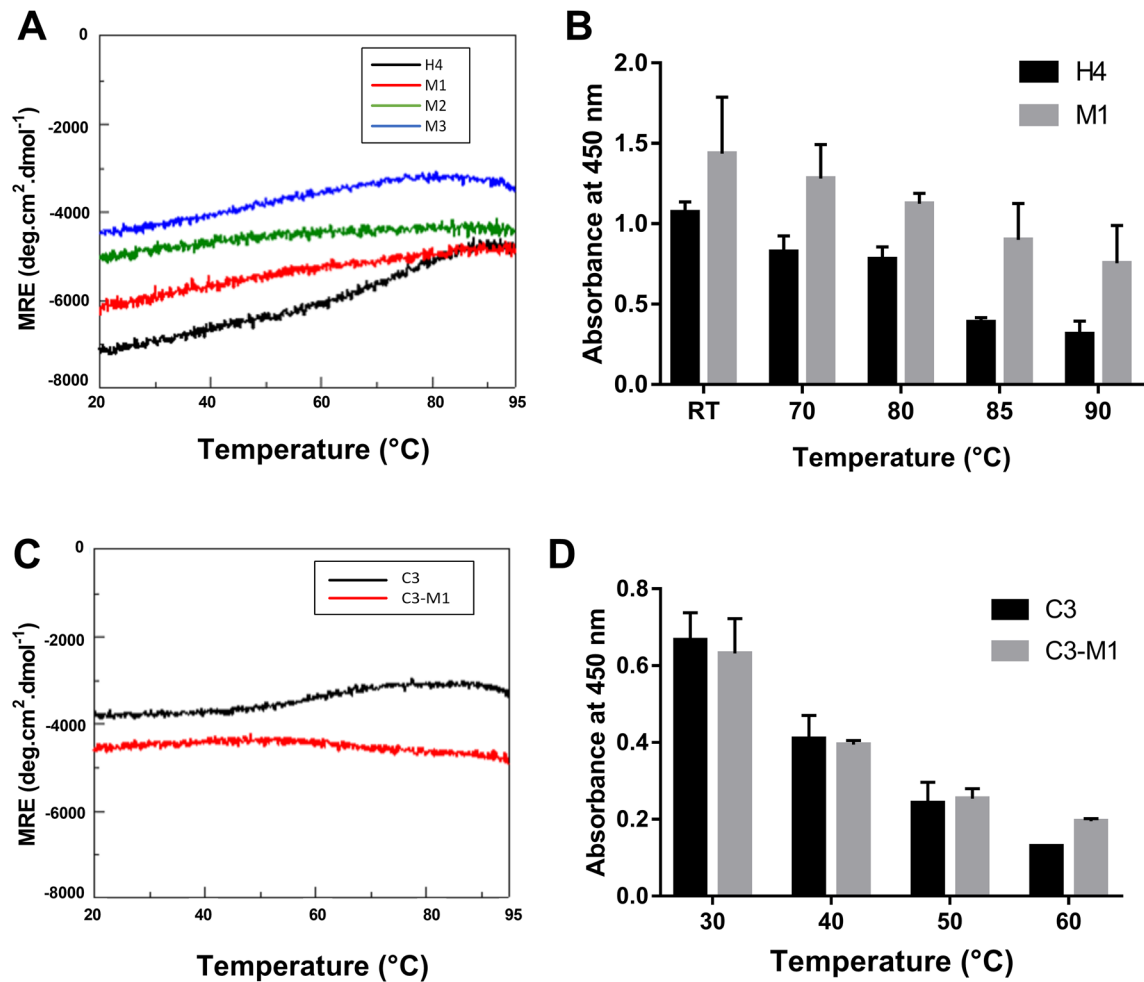 A
MRE (deg.cm².dmol⁻¹)
0
-2000
-4000
-6000
-8000
H4
M1
M2
M3
20 40 60 80 95
Temperature (°C)
B
Absorbance at 450 nm
2.0
1.5
1.0
0.5
0.0
H4
M1
RT 70 80 85 90
Temperature (°C)
C
MRE (deg.cm².dmol⁻¹)
0
-2000
-4000
-6000
-8000
C3
C3-M1
20 40 60 80 95
Temperature (°C)
D
Absorbance at 450 nm
0.8
0.6
0.4
0.2
0.0
C3
C3-M1
30 40 50 60
Temperature (°C)